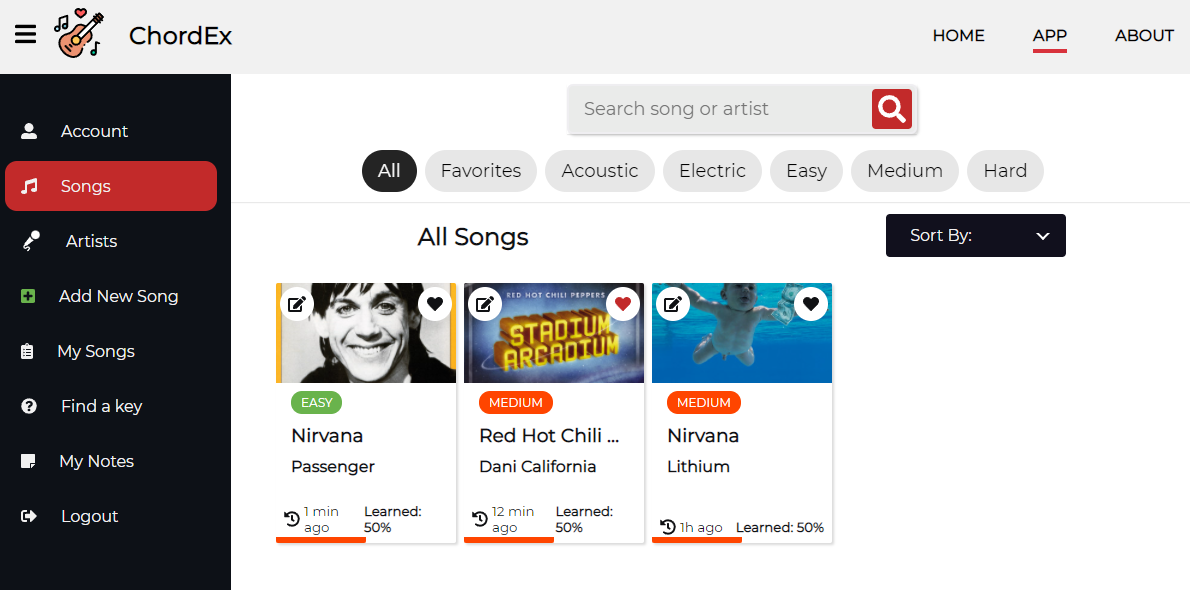 ChordEx
HOME
APP
ABOUT
Account
Songs
Artists
Add New Song
My Songs
Find a key
My Notes
Logout
Search song or artist
All
Favorites
Acoustic
Electric
Easy
Medium
Hard
All Songs
Sort By:
EASY
Nirvana
Passenger
1 min
ago
Learned:
50%
RED HOT CHILI PEPPERS
STADIUM
ARCADIUM
MEDIUM
Red Hot Chili ...
Dani California
12 min
ago
Learned:
50%
MEDIUM
Nirvana
Lithium
1h ago
Learned: 50%